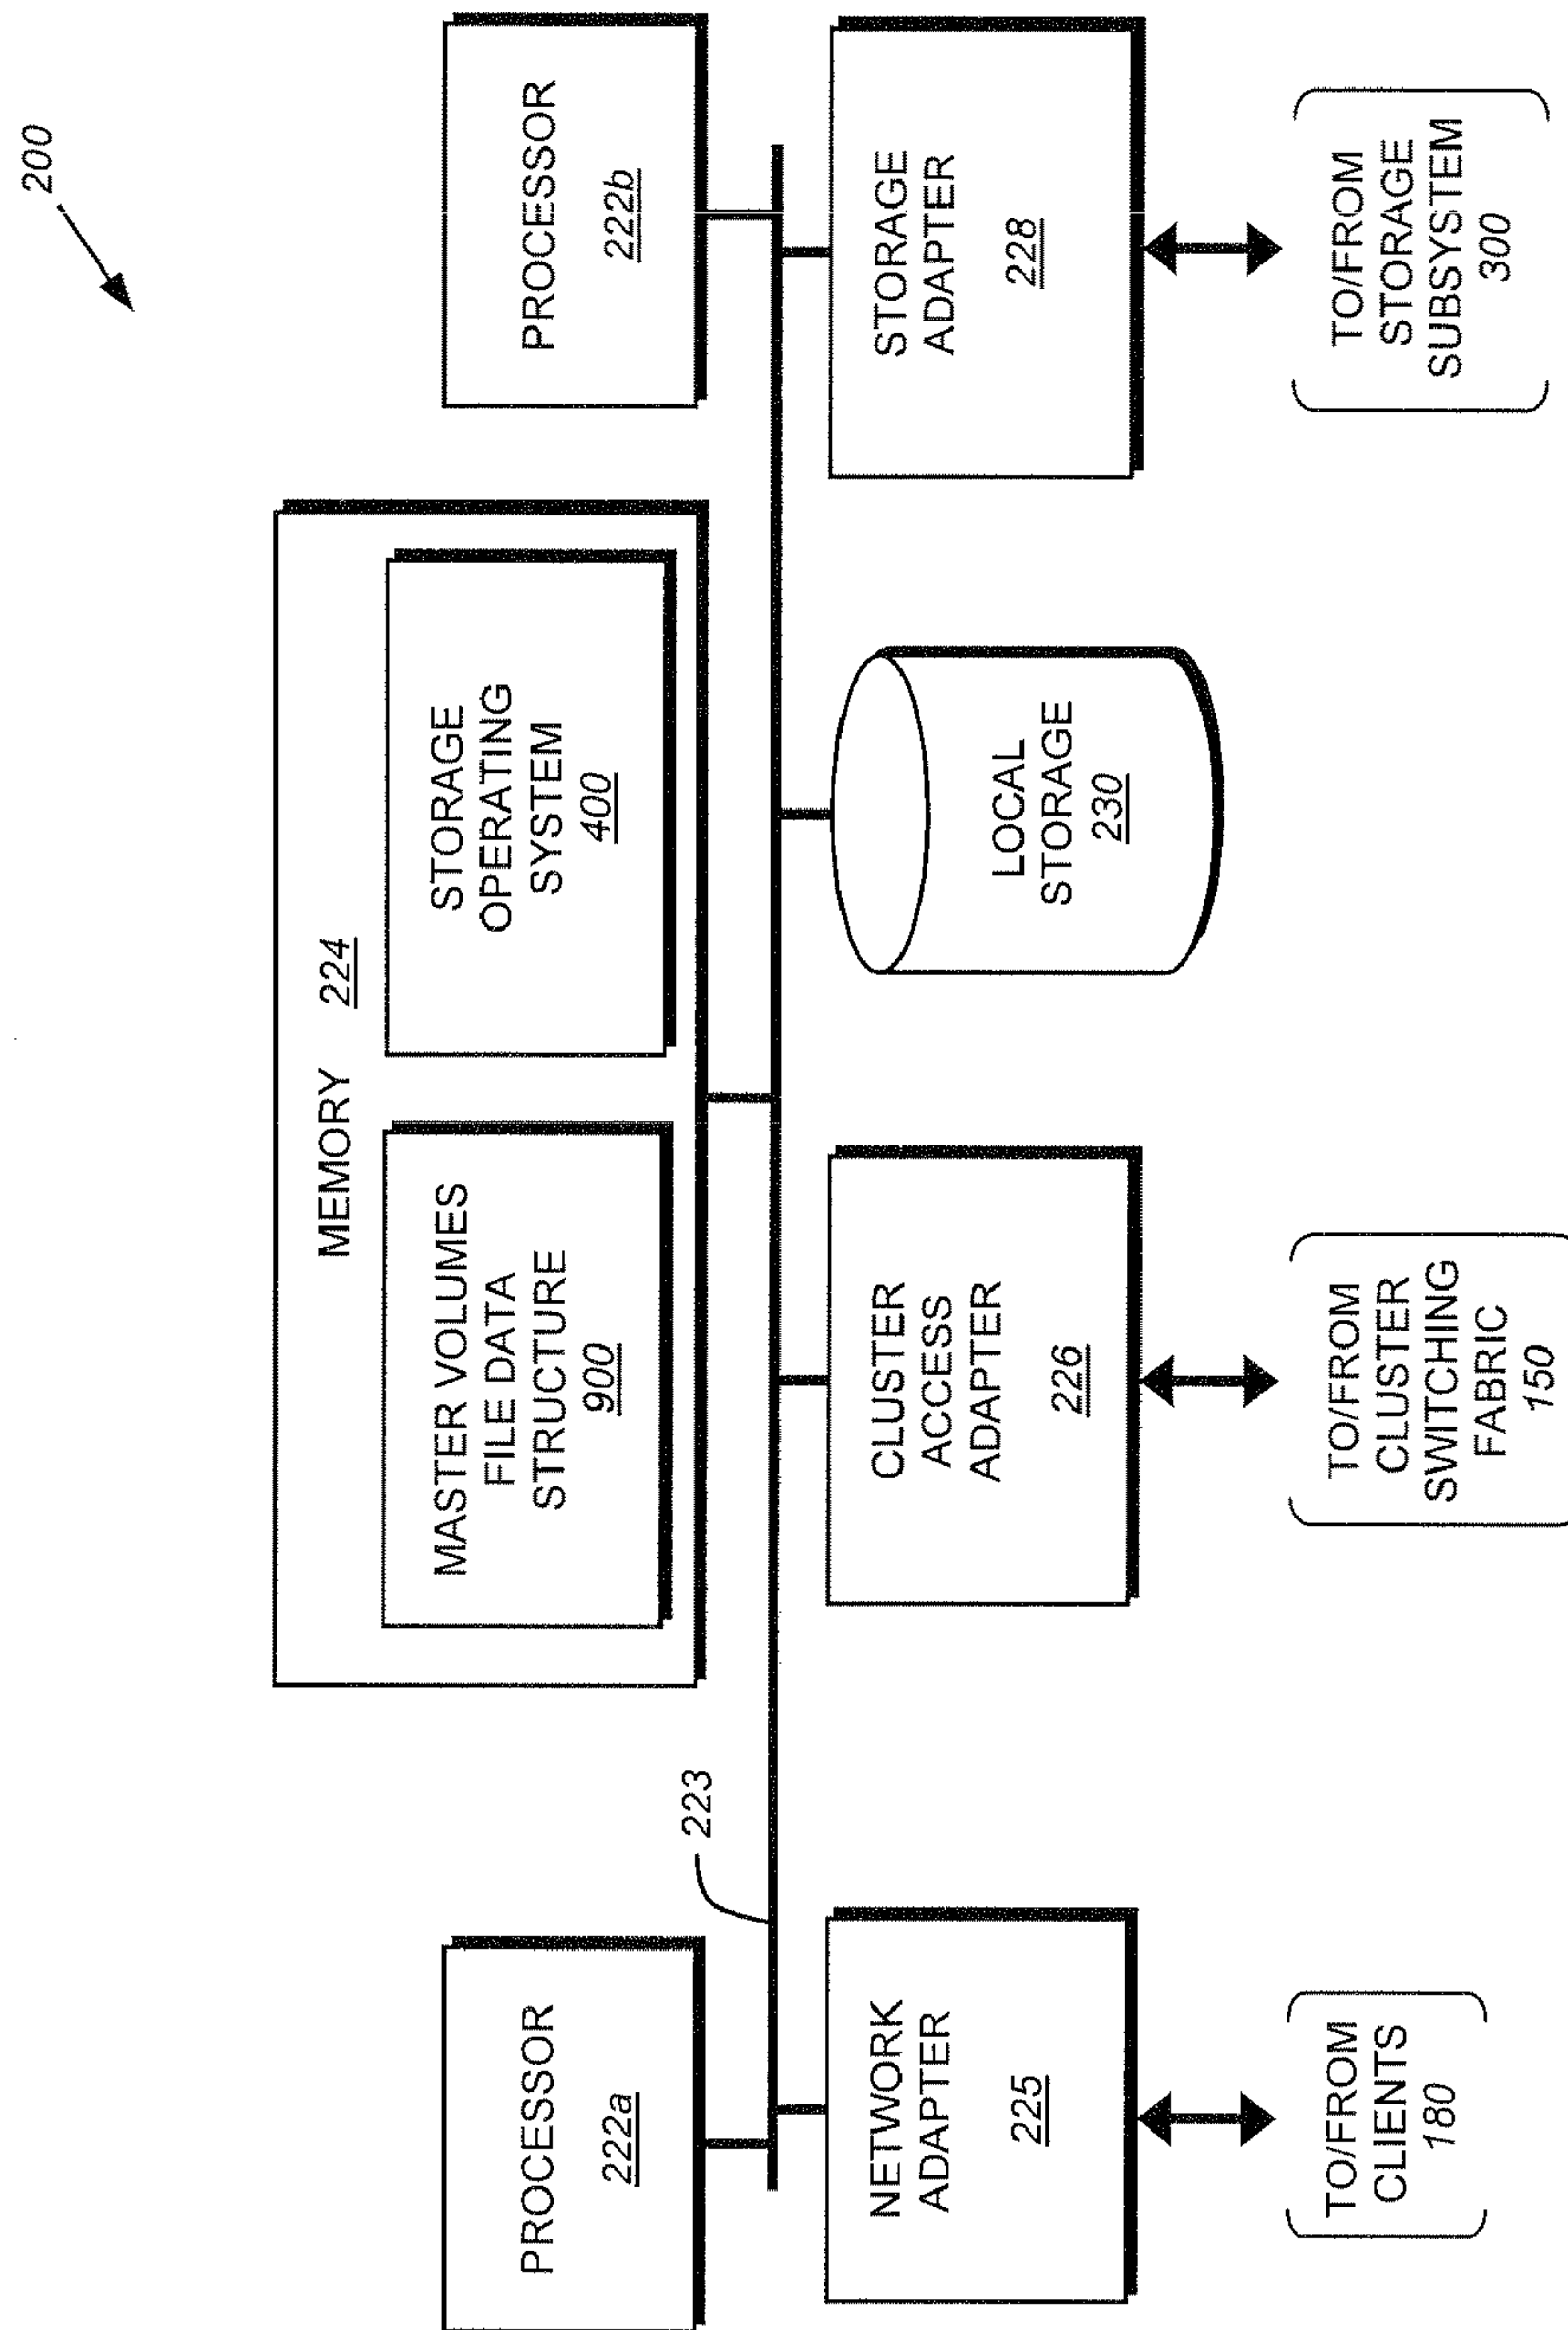 200
PROCESSOR
222a
MEMORY 224
MASTER VOLUMES
FILE DATA
STRUCTURE
900
STORAGE
OPERATING
SYSTEM
400
PROCESSOR
222b
223
NETWORK
ADAPTER
225
CLUSTER
ACCESS
ADAPTER
226
LOCAL
STORAGE
230
STORAGE
ADAPTER
228
TO/FROM
CLIENTS
180
TO/FROM
CLUSTER
SWITCHING
FABRIC
150
TO/FROM
STORAGE
SUBSYSTEM
300